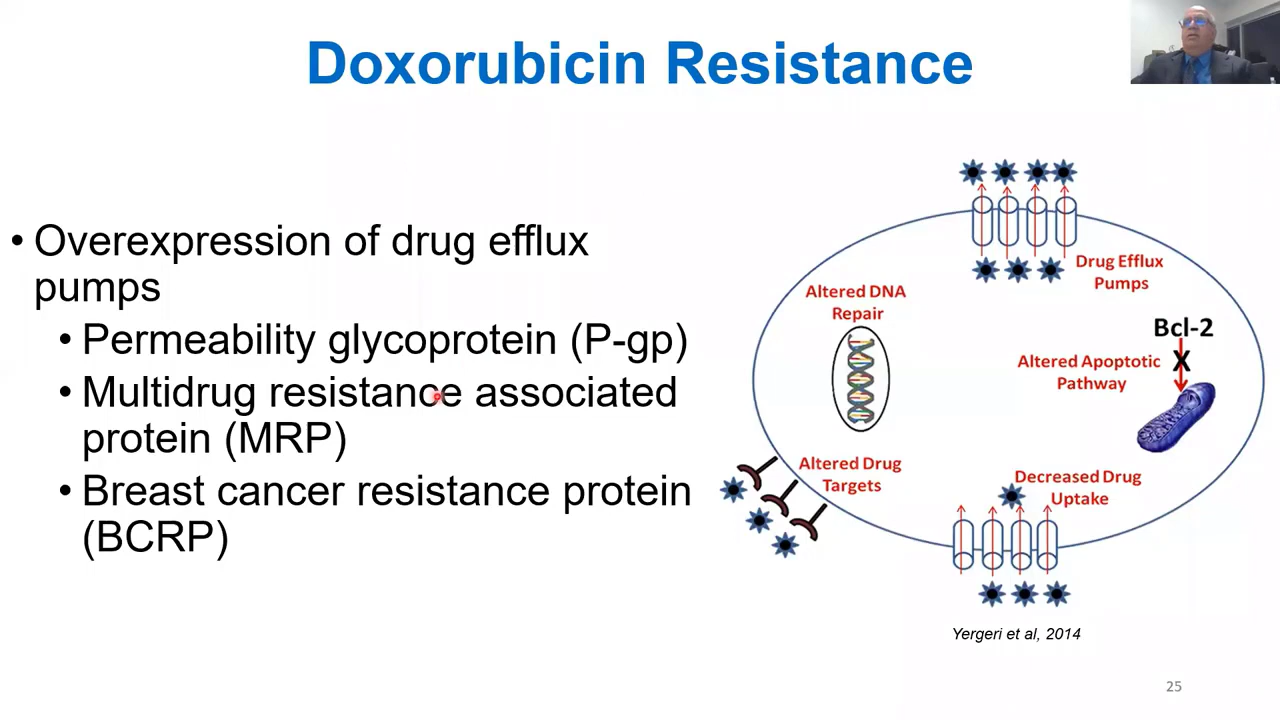 Doxorubicin Resistance
• Overexpression of drug efflux
pumps
• Permeability glycoprotein (P-gp)
• Multidrug resistance associated
protein (MRP)
• Breast cancer resistance protein
(BCRP)
Drug Efflux
Pumps
Altered DNA
Repair
Bcl-2
X
Altered Apoptotic
Pathway
Altered Drug
Targets
Decreased Drug
Uptake
Yergeri et al, 2014
25